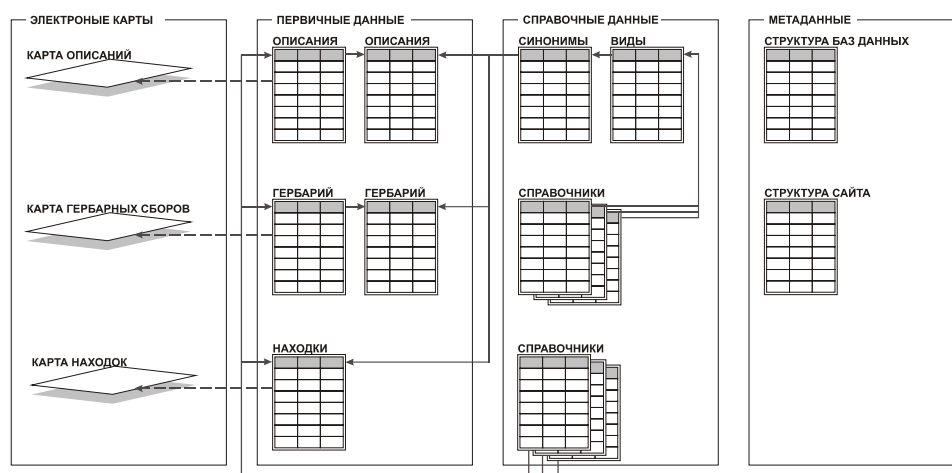 ЭЛЕКТРОНЫЕ КАРТЫ
КАРТА ОПИСАНИЙ
КАРТА ГЕРБАРНЫХ СБОРОВ
КАРТА НАХОДОК
ПЕРВИЧНЫЕ ДАННЫЕ
ОПИСАНИЯ ОПИСАНИЯ
ГЕРБАРИЙ ГЕРБАРИЙ
НАХОДКИ
СПРАВОЧНЫЕ ДАННЫЕ
СИНОНИМЫ ВИДЫ
СПРАВОЧНИКИ
СПРАВОЧНИКИ
МЕТАДАННЫЕ
СТРУКТУРА БАЗ ДАННЫХ
СТРУКТУРА САЙТА